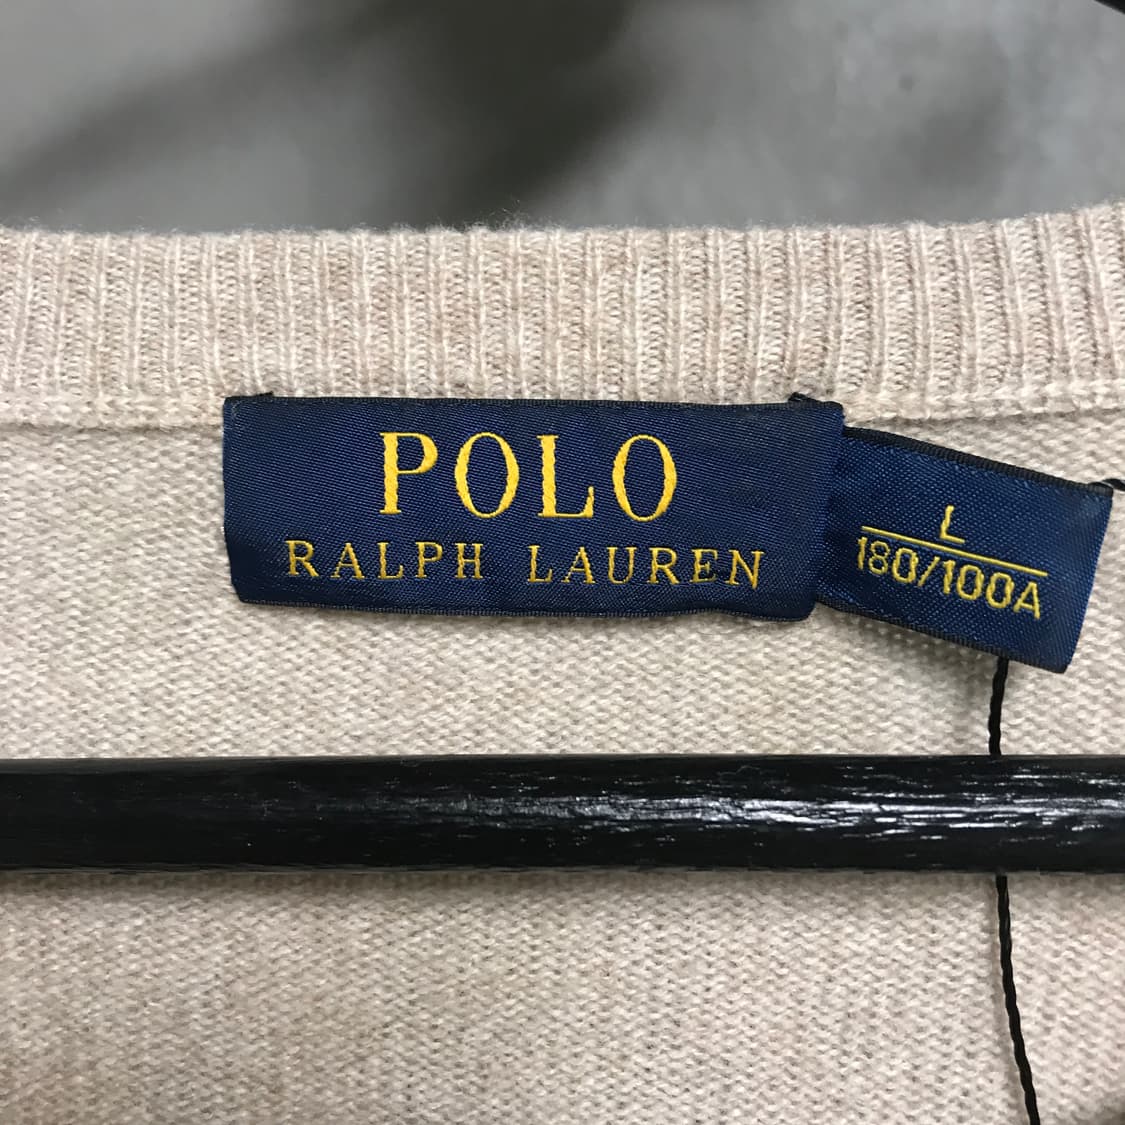 POLO
RALPH LAUREN
L
180/100A